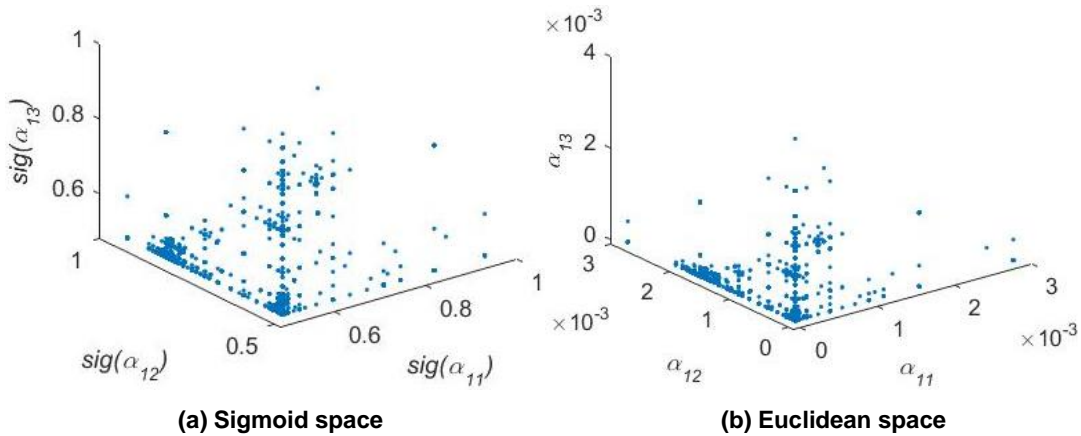 1
0.8
0.6
sig(α13)
1
0.5
sig(α12)
0.6
0.8
1
sig(α11)
×10-3
4
2
0
α13
3
2
1
0
α12
×10-3
0
1
2
3
α11
×10-3
(a) Sigmoid space
(b) Euclidean space